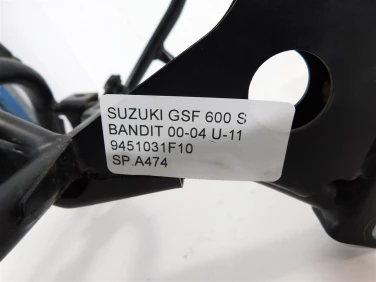 SUZUKI GSF 600 S
BANDIT 00-04 U-11
9451031F10
SP.A474